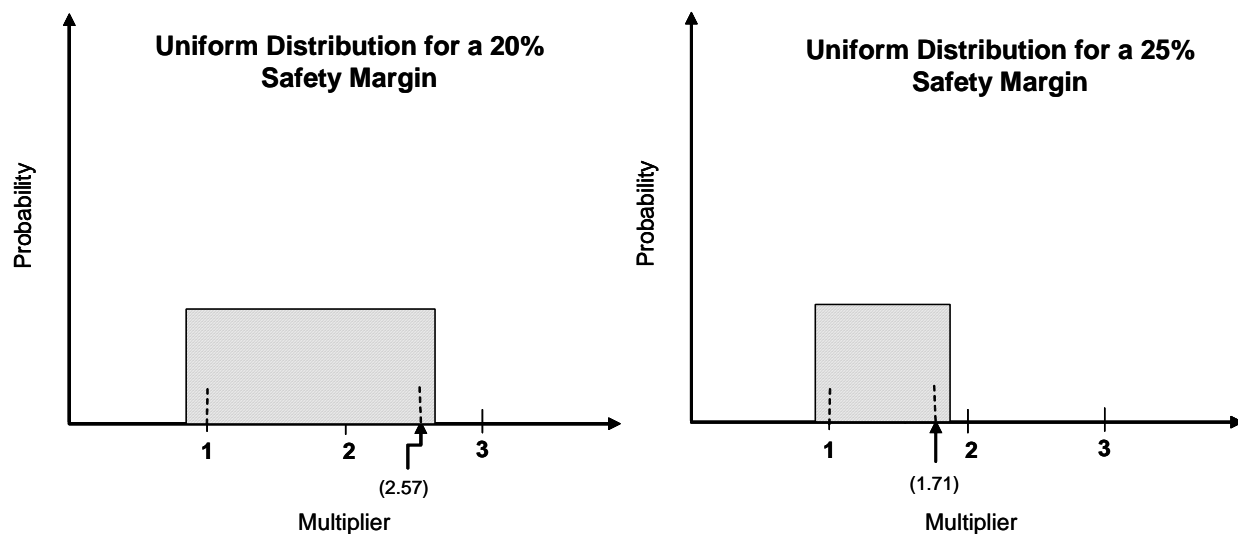 Uniform Distribution for a 20%
Safety Margin
Probability
1
2
3
(2.57)
Multiplier
Uniform Distribution for a 25%
Safety Margin
Probability
1
2
3
(1.71)
Multiplier